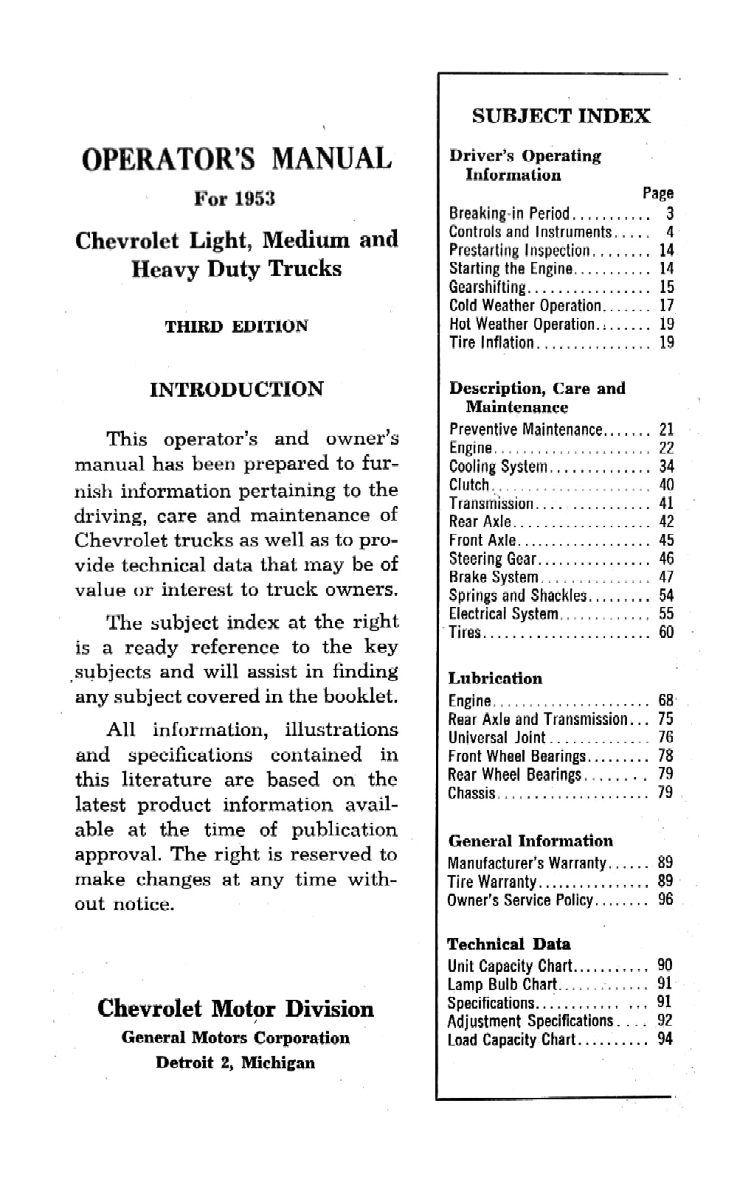 OPERATOR'S MANUAL
For 1953
Chevrolet Light, Medium and
Heavy Duty Trucks
THIRD EDITION
INTRODUCTION
This operator's and owner's
manual has been prepared to fur-
nish information pertaining to the
driving, care and maintenance of
Chevrolet trucks as well as to pro-
vide technical data that may be of
value or interest to truck owners.
The subject index at the right
is a ready reference to the key
subjects and will assist in finding
any subject covered in the booklet.
All information, illustrations
and specifications contained in
this literature are based on the
latest product information avail-
able at the time of publication
approval. The right is reserved to
make changes at any time with-
out notice.
Chevrolet Motor Division
General Motors Corporation
Detroit 2, Michigan
SUBJECT INDEX
Driver's Operating
Information
Page
Breaking-in Period........... 3
Controls and Instruments..... 4
Prestarting Inspection........ 14
Starting the Engine........... 14
Gearshifting................. 15
Cold Weather Operation....... 17
Hot Weather Operation........ 19
Tire Inflation................ 19
Description, Care and
Maintenance
Preventive Maintenance....... 21
Engine...................... 22
Cooling System.............. 34
Clutch...................... 40
Transmission................ 41
Rear Axle................... 42
Front Axle.................. 45
Steering Gear................ 46
Brake System............... 47
Springs and Shackles......... 54
Electrical System............. 55
Tires....................... 60
Lubrication
Engine...................... 68
Rear Axle and Transmission... 75
Universal Joint.............. 76
Front Wheel Bearings......... 78
Rear Wheel Bearings........ 79
Chassis..................... 79
General Information
Manufacturer's Warranty...... 89
Tire Warranty................ 89
Owner's Service Policy........ 96
Technical Data
Unit Capacity Chart........... 90
Lamp Bulb Chart............. 91
Specifications............ ... 91
Adjustment Specifications.... 92
Load Capacity Chart.......... 94